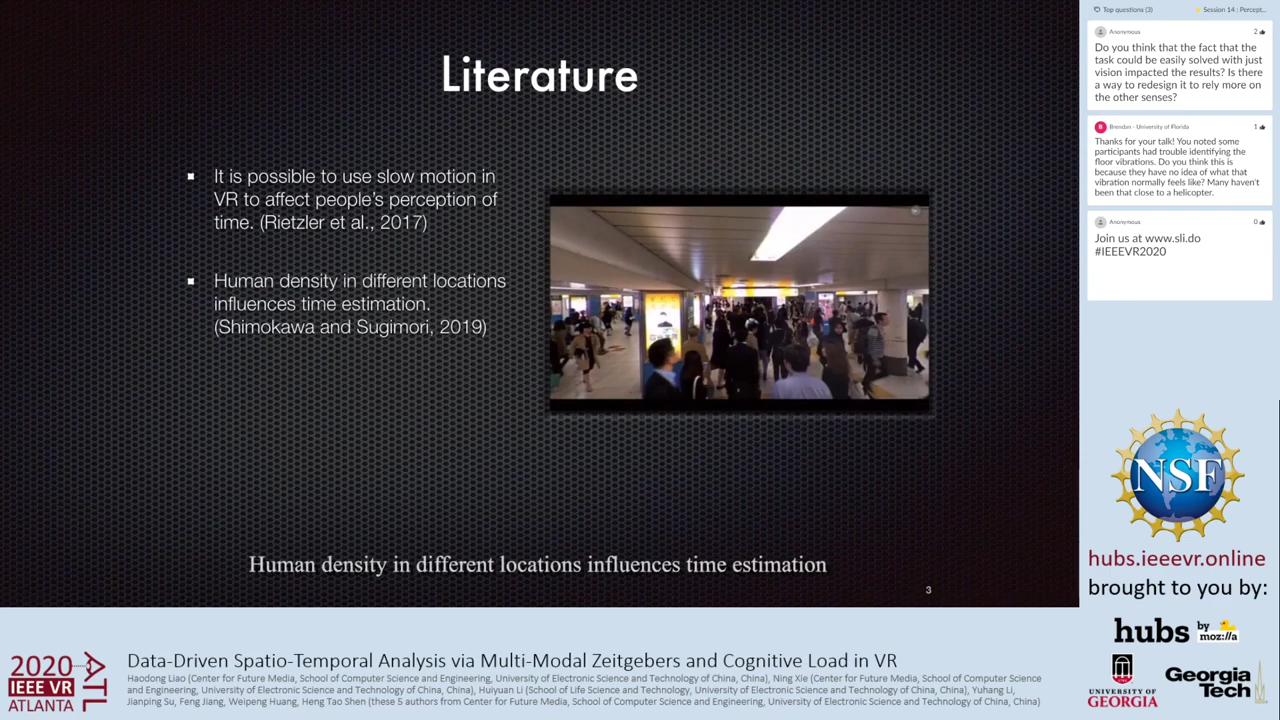 Literature
▪ It is possible to use slow motion in
VR to affect people's perception of
time. (Rietzler et al., 2017)
▪ Human density in different locations
influences time estimation.
(Shimokawa and Sugimori, 2019)
Human density in different locations influences time estimation
3
Top questions (3)
Session 14 : Percept...
Anonymous
2
Do you think that the fact that the
task could be easily solved with just
vision impacted the results? Is there
a way to redesign it to rely more on
the other senses?
B
Brendan - University of Florida
1
Thanks for your talk! You noted some
participants had trouble identifying the
floor vibrations. Do you think this is
because they have no idea of what that
vibration normally feels like? Many haven't
been that close to a helicopter.
Anonymous
0
Join us at www.sli.do
#IEEEVR2020
NSF
hubs.ieeevr.online
brought to you by:
hubs by moz://a
UNIVERSITY OF
GEORGIA
Georgia
Tech
2020
IEEE VR
ATLANTA
ATL
Data-Driven Spatio-Temporal Analysis via Multi-Modal Zeitgebers and Cognitive Load in VR
Haodong Liao (Center for Future Media, School of Computer Science and Engineering, University of Electronic Science and Technology of China, China), Ning Xie (Center for Future Media, School of Computer Science
and Engineering, University of Electronic Science and Technology of China, China), Huiyuan Li (School of Life Science and Technology, University of Electronic Science and Technology of China, China), Yuhang Li,
Jianping Su, Feng Jiang, Weipeng Huang, Heng Tao Shen (these 5 authors from Center for Future Media, School of Computer Science and Engineering, University of Electronic Science and Technology of China, China)